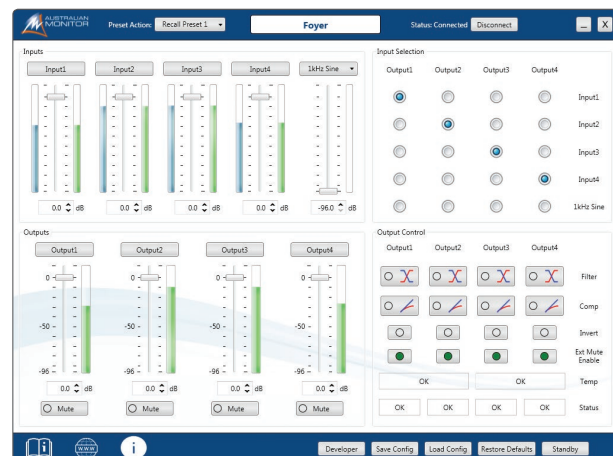 AUSTRALIAN
MONITOR
Preset Action: Recall Preset 1
Foyer
Status: Connected Disconnect
_ X
Inputs
Input1 Input2 Input3 Input4 1kHz Sine
0.0 dB 0.0 dB 0.0 dB 0.0 dB -96.0 dB
Input Selection
Output1 Output2 Output3 Output4
Input1
Input2
Input3
Input4
1kHz Sine
Outputs
Output1 Output2 Output3 Output4
0 0 0 0
-50 -50 -50 -50
-96 -96 -96 -96
0.0 dB 0.0 dB 0.0 dB 0.0 dB
Mute Mute Mute Mute
Output Control
Output1 Output2 Output3 Output4
Filter
Comp
Invert
Ext Mute
Enable
OK OK Temp
OK OK OK OK Status
i www i
Developer Save Config Load Config Restore Defaults Standby